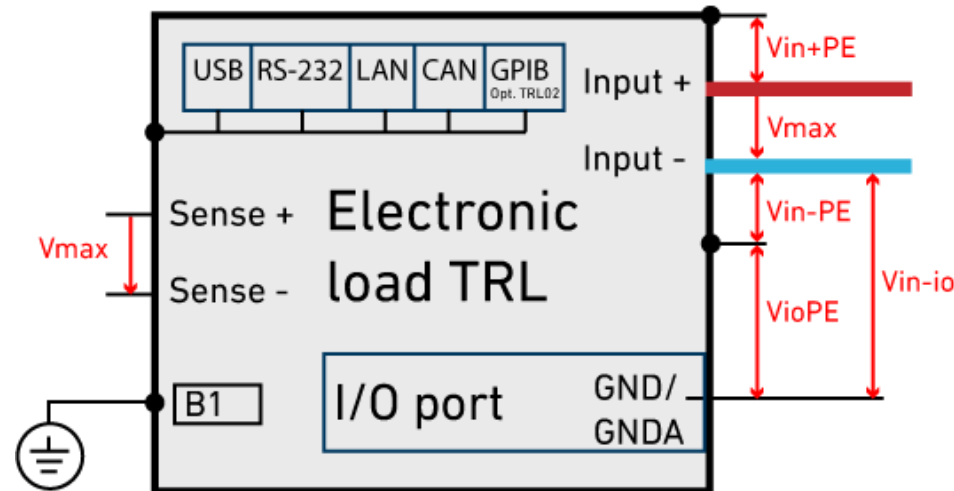 USB RS-232 LAN CAN GPIB
Opt. TRL02
Input +
Vin+PE
Vmax
Input -
Vin-PE
Sense +
Vmax
Sense -
Electronic
load TRL
Vin-io
VioPE
B1
I/O port
GND/
GNDA